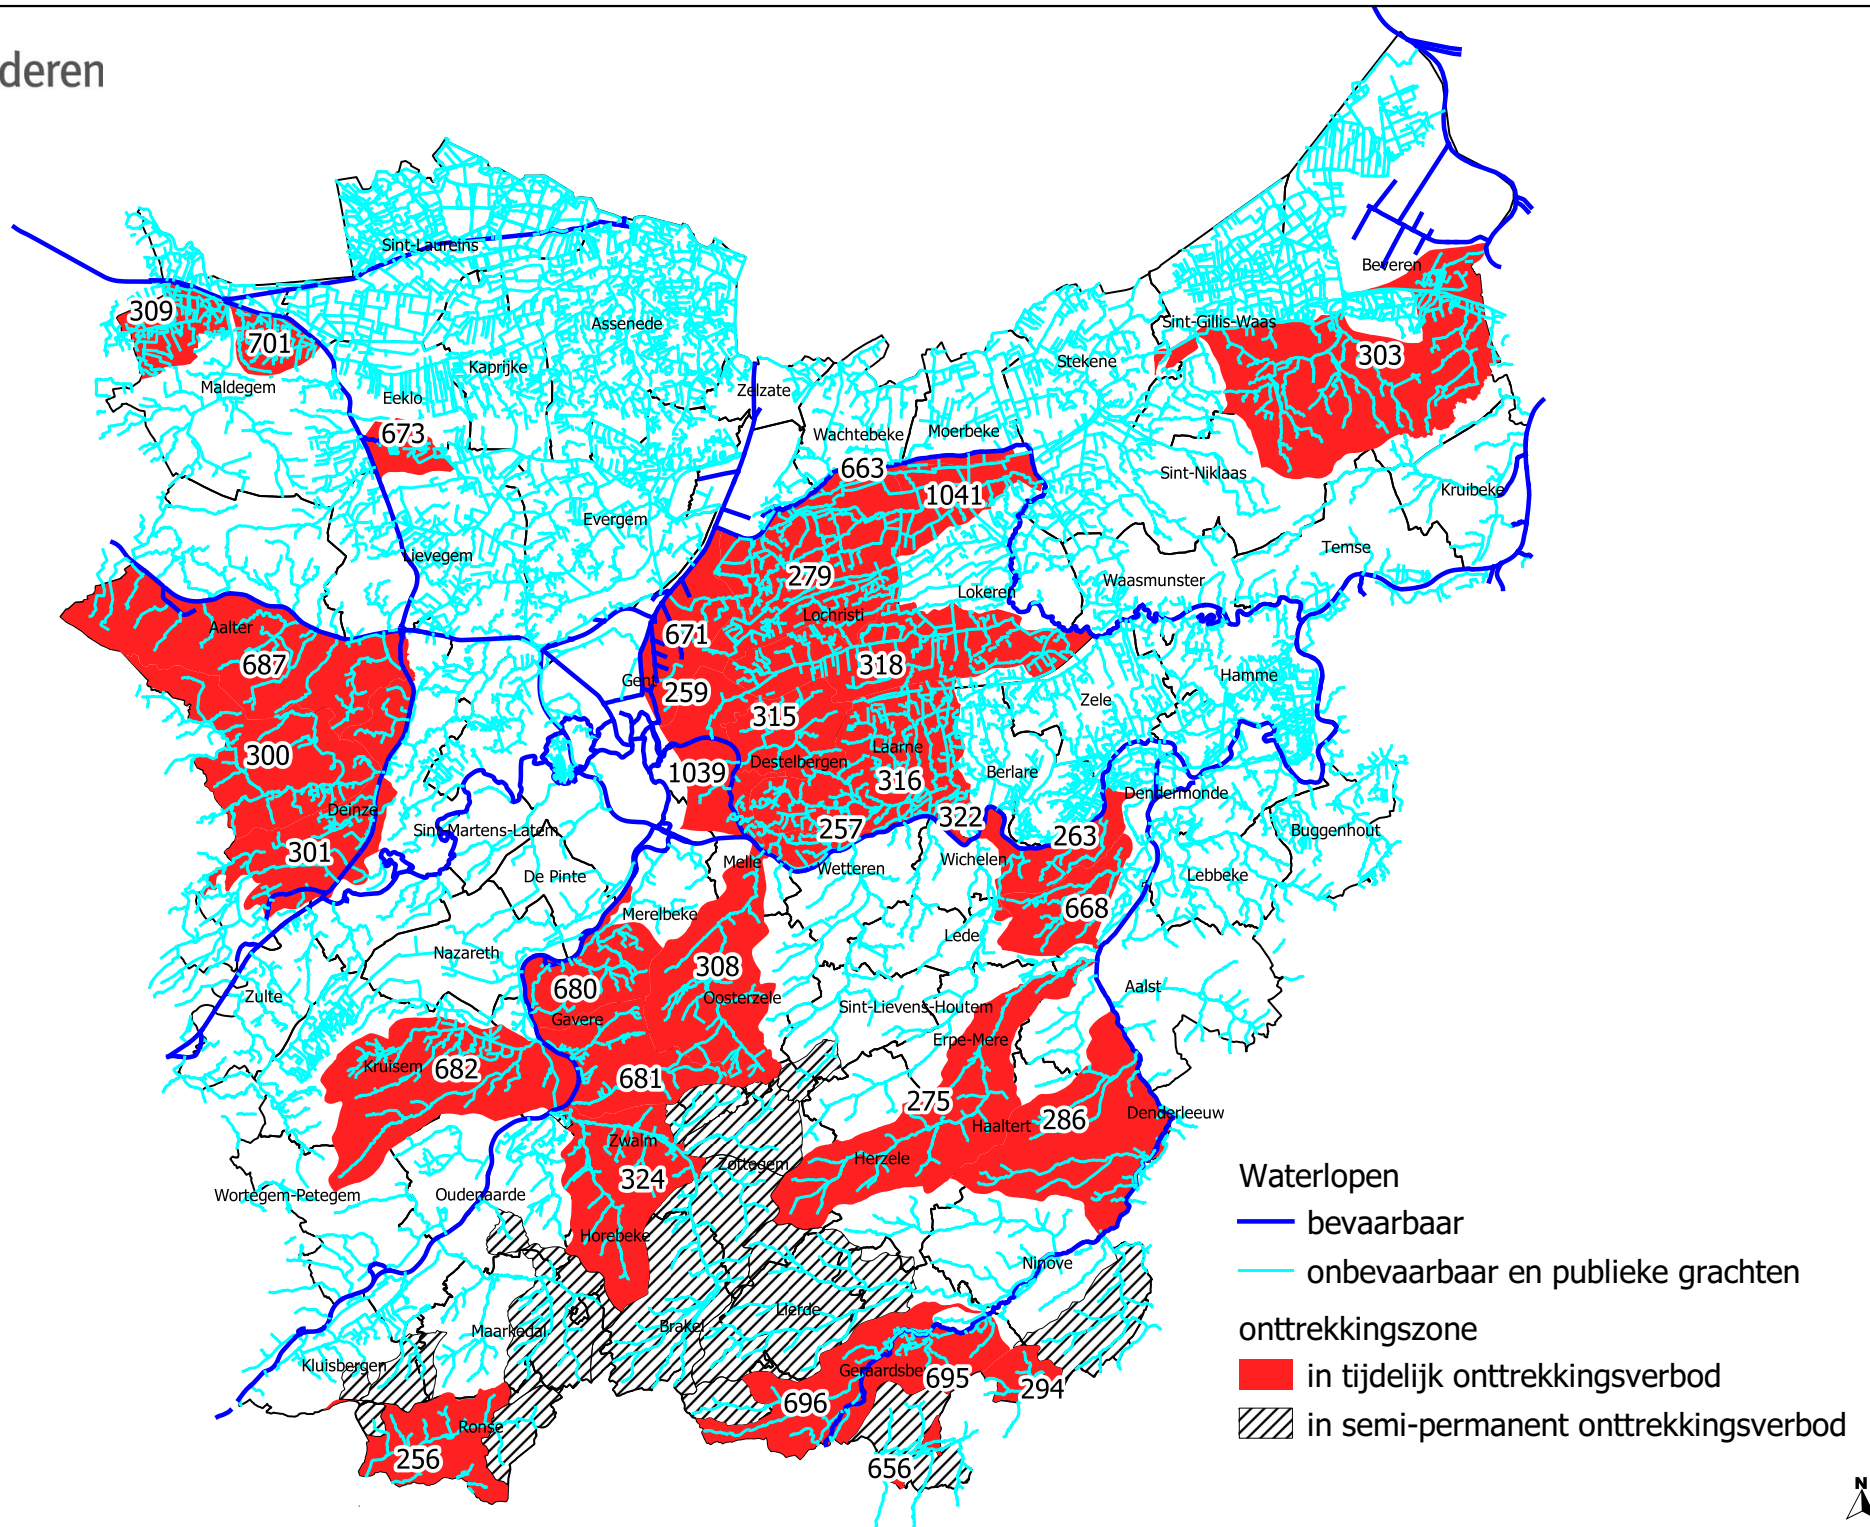 deren
Sint-Laureins
Beveren
309
701
Assenede
Sint-Gillis-Waas
303
Maldegem
Kaprijke
Stekene
Eeklo
Zelzate
673
Wachtebeke
Moerbeke
663
1041
Sint-Niklaas
Kruibeke
Evergem
Lievegem
Temse
279
Waasmunster
Lokeren
Aalter
Lochristi
687
671
318
Gent
259
Hamme
Zele
315
300
Laarne
Destelbergen
1039
316
Berlare
Dendermonde
Deinze
Sint-Martens-Latem
257
322
263
Buggenhout
301
Melle
Wetteren
Wichelen
De Pinte
Lebbeke
Merelbeke
668
Lede
Nazareth
308
680
Zulte
Oosterzele
Aalst
Sint-Lievens-Houtem
Gavere
Erpe-Mere
Kruisem
682
681
275
286
Denderleeuw
Haaltert
Zwalm
Zottegem
Herzele
324
Wortegem-Petegem
Oudenaarde
Horebeke
Ninove
Lierde
Maarkedal
Brakel
Kluisbergen
Geraardsbe
695
294
696
Ronse
256
656
Waterlopen
bevaarbaar
onbevaarbaar en publieke grachten
onttrekkingszone
in tijdelijk onttrekkingsverbod
in semi-permanent onttrekkingsverbod
N